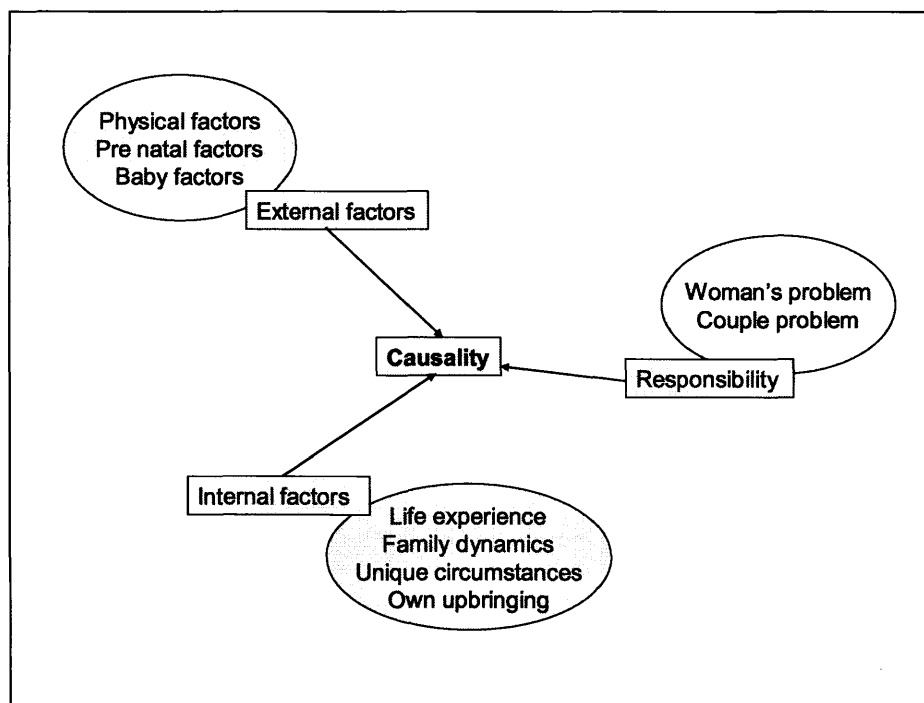 Physical factors
Pre natal factors
Baby factors
External factors
Woman's problem
Couple problem
Causality
Responsibility
Internal factors
Life experience
Family dynamics
Unique circumstances
Own upbringing